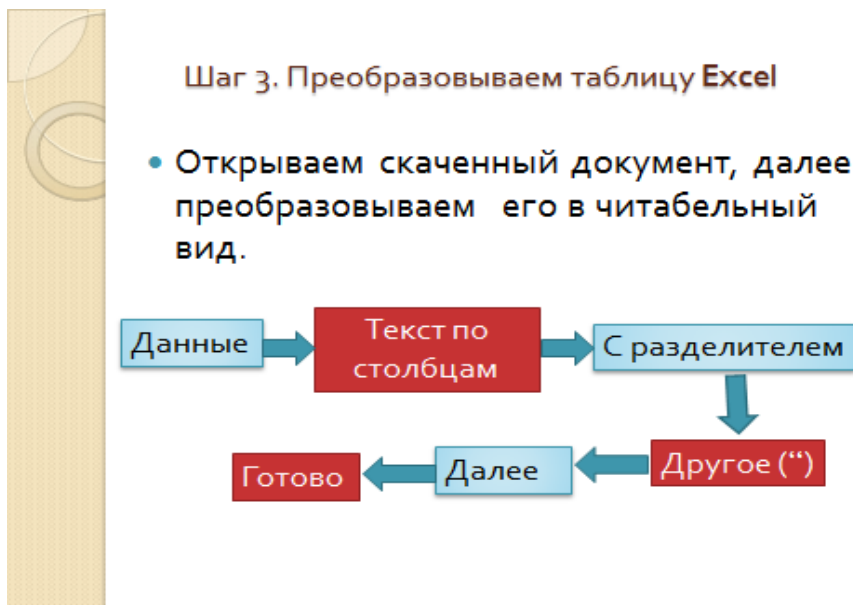 Шаг 3. Преобразовываем таблицу Excel
• Открываем скаченный документ, далее
преобразовываем его в читабельный
вид.
Данные
Текст по
столбцам
С разделителем
Другое (“)
Далее
Готово